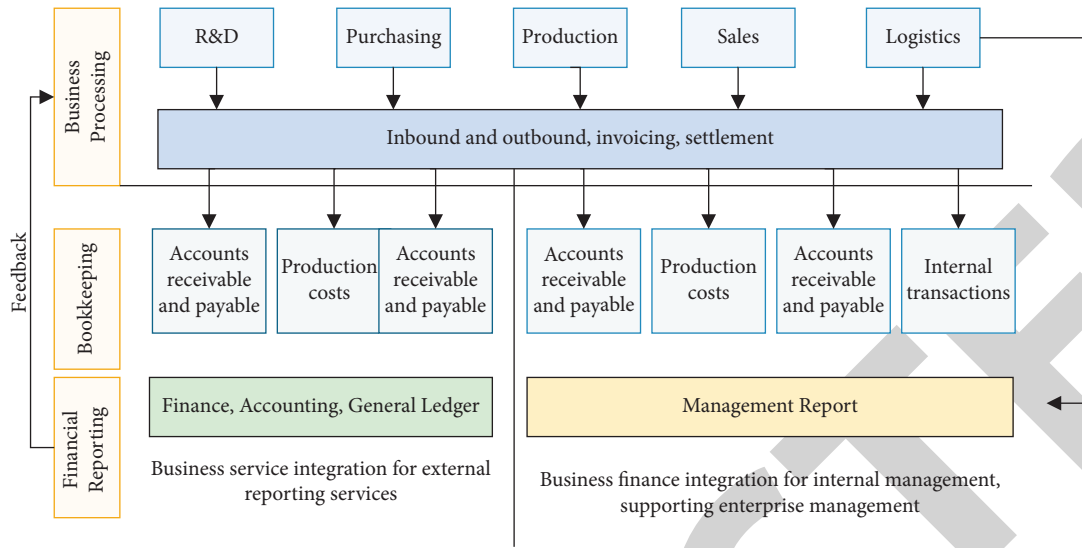 R&D
Purchasing
Production
Sales
Logistics
Business
Processing
Inbound and outbound, invoicing, settlement
Feedback
Bookkeeping
Accounts
receivable
and payable
Production
costs
Accounts
receivable
and payable
Accounts
receivable
and payable
Production
costs
Accounts
receivable
and payable
Internal
transactions
Financial
Reporting
Finance, Accounting, General Ledger
Management Report
Business service integration for external
reporting services
Business finance integration for internal management,
supporting enterprise management